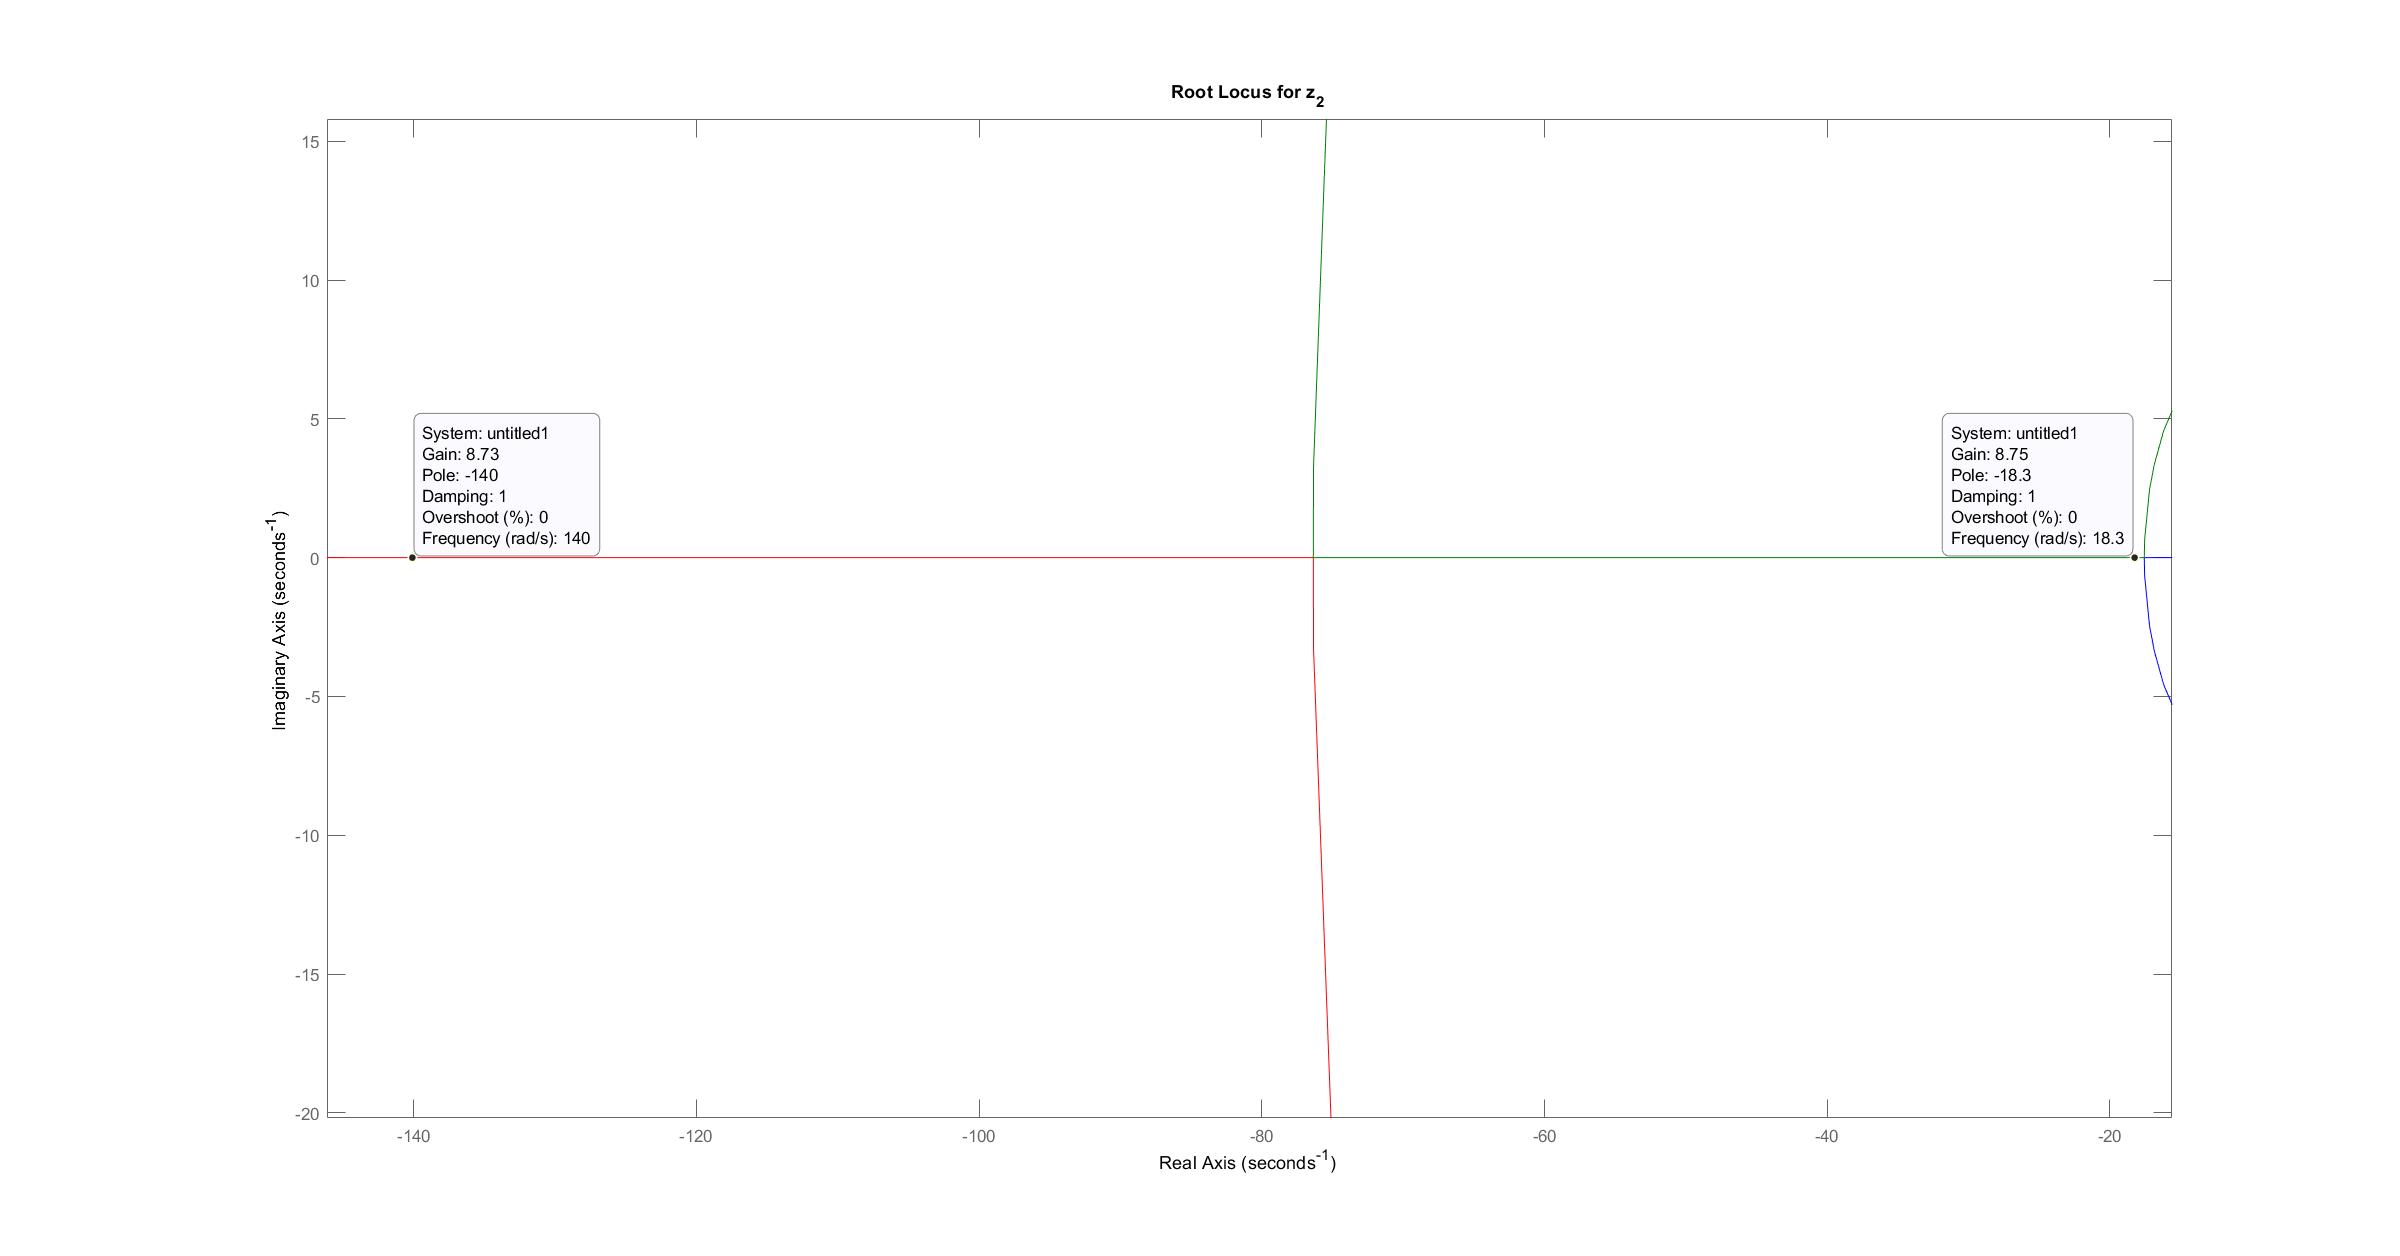 Root Locus for z2
15
10
5
0
-5
-10
-15
-20
Imaginary Axis (seconds-1)
System: untitled1
Gain: 8.73
Pole: -140
Damping: 1
Overshoot (%): 0
Frequency (rad/s): 140
System: untitled1
Gain: 8.75
Pole: -18.3
Damping: 1
Overshoot (%): 0
Frequency (rad/s): 18.3
-140 -120 -100 -80 -60 -40 -20
Real Axis (seconds-1)